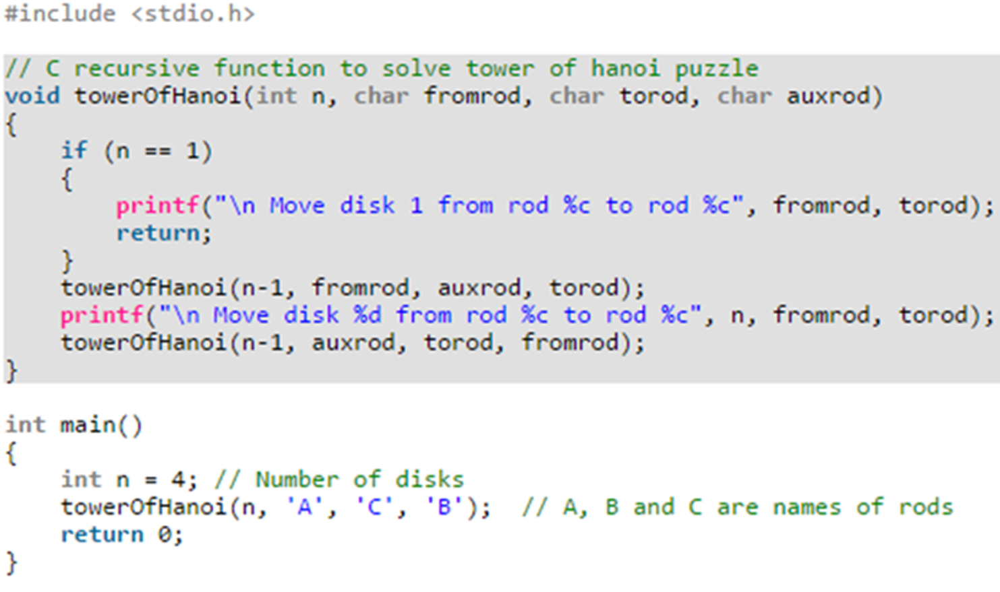 #include <stdio.h>
// C recursive function to solve tower of hanoi puzzle
void towerOfHanoi(int n, char fromrod, char torod, char auxrod)
{
    if (n == 1)
    {
        printf("\n Move disk 1 from rod %c to rod %c", fromrod, torod);
        return;
    }
    towerOfHanoi(n-1, fromrod, auxrod, torod);
    printf("\n Move disk %d from rod %c to rod %c", n, fromrod, torod);
    towerOfHanoi(n-1, auxrod, torod, fromrod);
}
int main()
{
    int n = 4; // Number of disks
    towerOfHanoi(n, 'A', 'C', 'B');  // A, B and C are names of rods
    return 0;
}